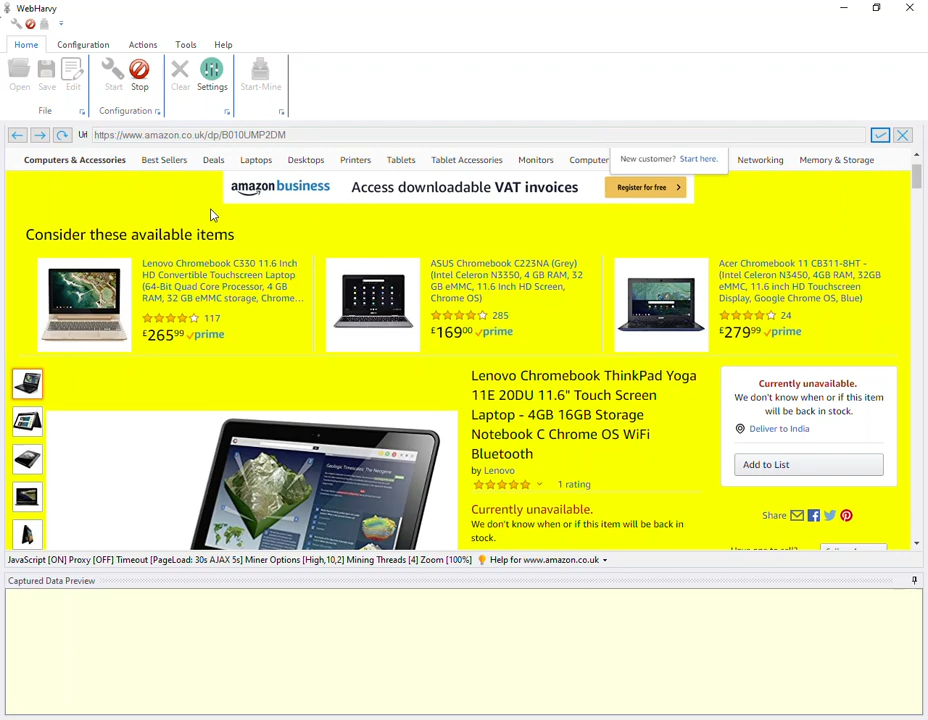 WebHarvy
Home Configuration Actions Tools Help
Open Save Edit Start Stop Clear Settings Start-Mine
File Configuration
Url https://www.amazon.co.uk/dp/B010UMP2DM
Computers & Accessories Best Sellers Deals Laptops Desktops Printers Tablets Tablet Accessories Monitors Computer Networking Memory & Storage
New customer? Start here.
amazon business Access downloadable VAT invoices Register for free
Consider these available items
Lenovo Chromebook C330 11.6 Inch
HD Convertible Touchscreen Laptop
(64-Bit Quad Core Processor, 4 GB
RAM, 32 GB eMMC storage, Chrome…
117
£265⁹⁹ prime
ASUS Chromebook C223NA (Grey)
(Intel Celeron N3350, 4 GB RAM, 32
GB eMMC, 11.6 Inch HD Screen,
Chrome OS)
285
£169⁰⁰ prime
Acer Chromebook 11 CB311-8HT -
(Intel Celeron N3450, 4GB RAM, 32GB
eMMC, 11.6 inch HD Touchscreen
Display, Google Chrome OS, Blue)
24
£279⁹⁹ prime
Lenovo Chromebook ThinkPad Yoga
11E 20DU 11.6" Touch Screen
Laptop - 4GB 16GB Storage
Notebook C Chrome OS WiFi
Bluetooth
by Lenovo
1 rating
Currently unavailable.
We don't know when or if this item will be back in
stock.
Currently unavailable.
We don't know when or if this item
will be back in stock.
Deliver to India
Add to List
Share
JavaScript [ON] Proxy [OFF] Timeout [PageLoad: 30s AJAX 5s] Miner Options [High,10,2] Mining Threads [4] Zoom [100%] Help for www.amazon.co.uk
Captured Data Preview